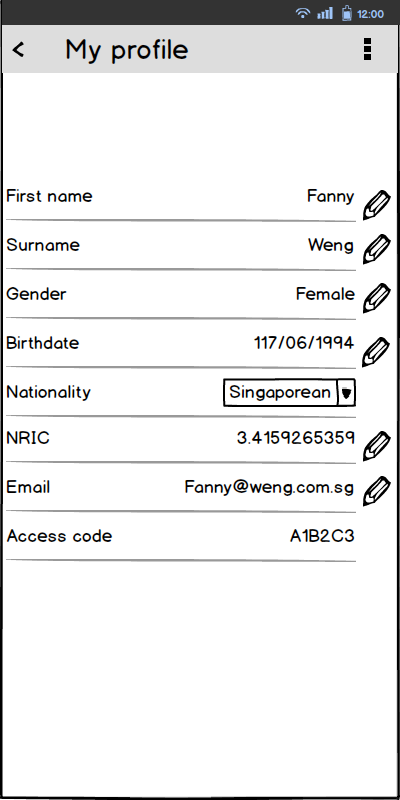 12:00
My profile
First name Fanny
Surname Weng
Gender Female
Birthdate 117/06/1994
Nationality Singaporean
NRIC 3.4159265359
Email Fanny@weng.com.sg
Access code A1B2C3